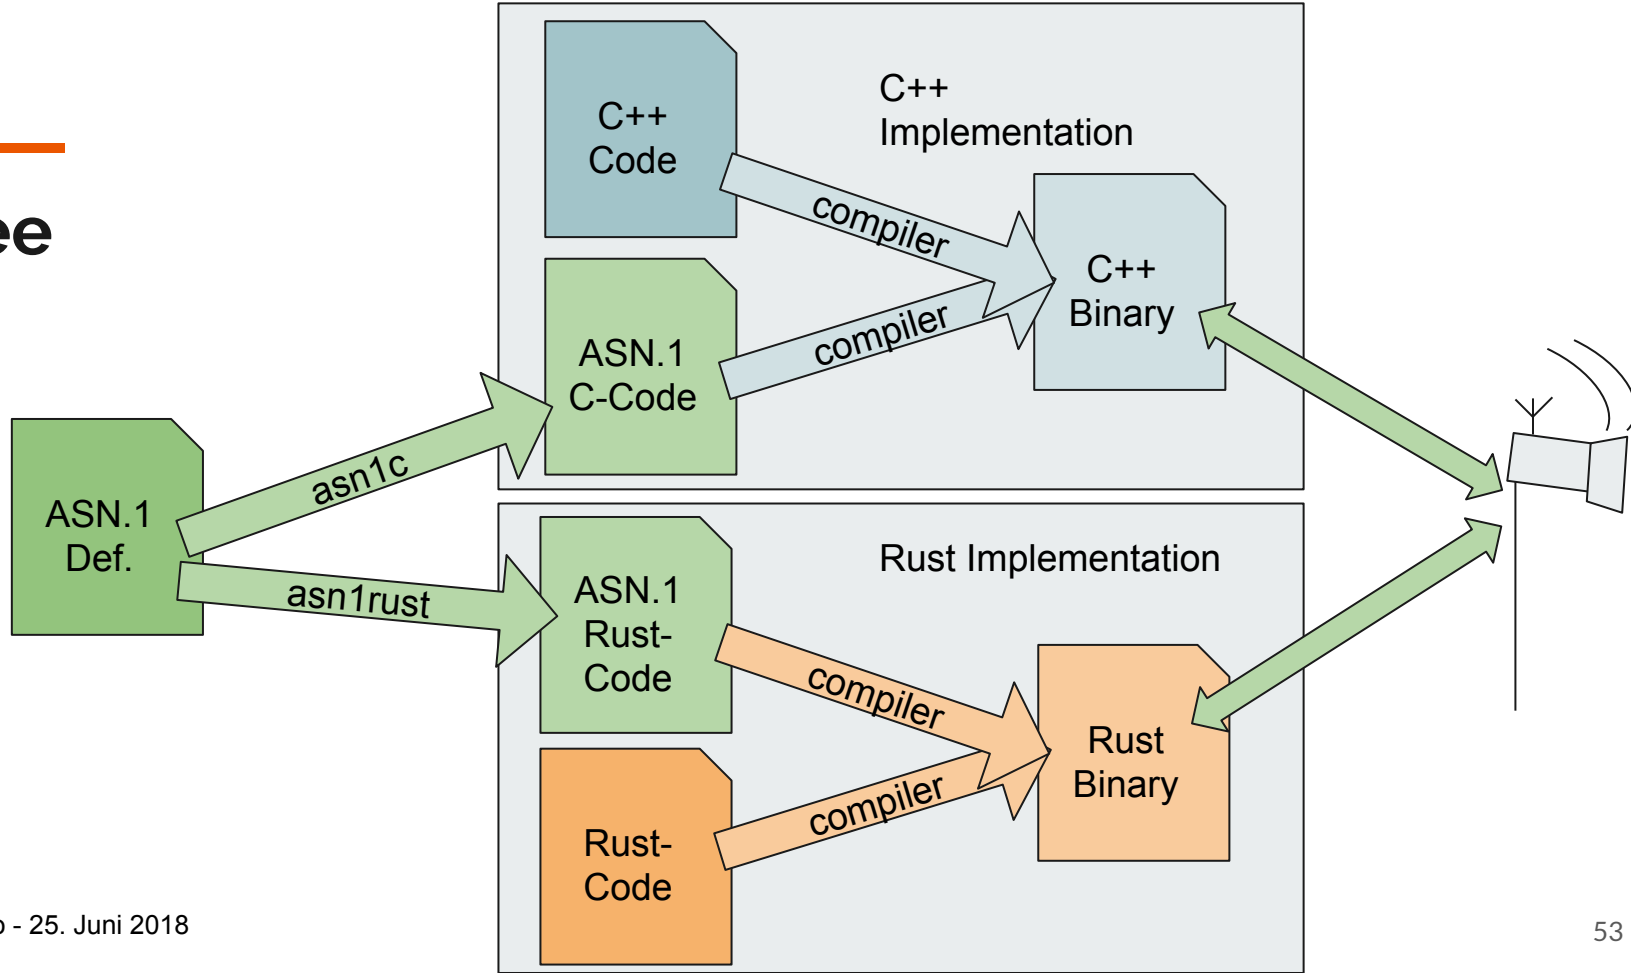 ee
C++
Code
C++
Implementation
compiler
C++
Binary
ASN.1
C-Code
compiler
asn1c
ASN.1
Def.
asn1rust
ASN.1
Rust-
Code
Rust Implementation
compiler
Rust
Binary
compiler
Rust-
Code
- 25. Juni 2018
53